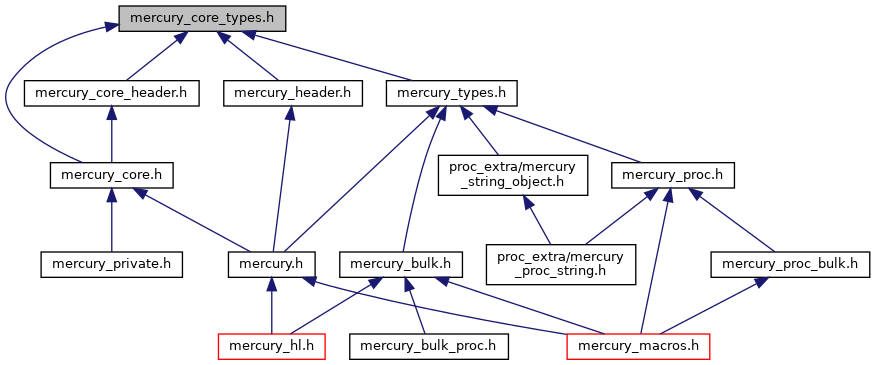 mercury_core_types.h
mercury_core_header.h
mercury_header.h
mercury_types.h
mercury_core.h
proc_extra/mercury
_string_object.h
mercury_proc.h
mercury_private.h
mercury.h
mercury_bulk.h
proc_extra/mercury
_proc_string.h
mercury_proc_bulk.h
mercury_hl.h
mercury_bulk_proc.h
mercury_macros.h